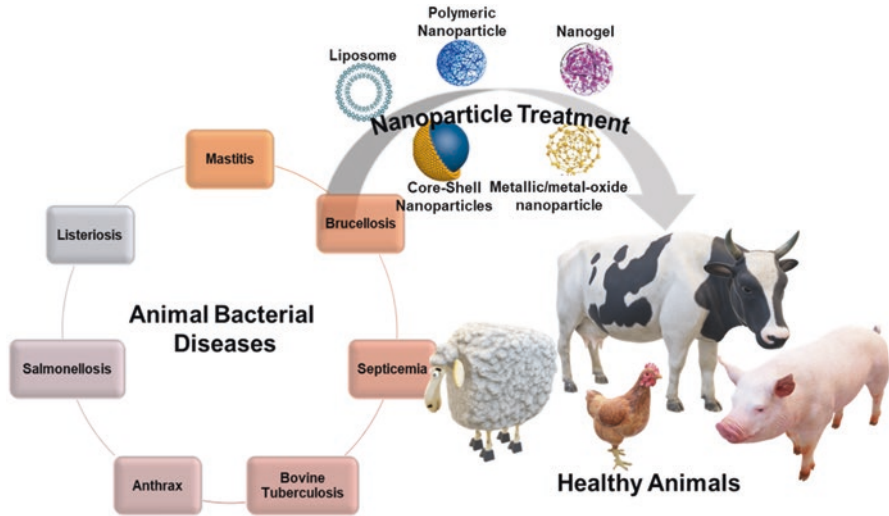 Polymeric
Nanoparticle
Nanogel
Liposome
Nanoparticle Treatment
Core-Shell
Nanoparticles
Metallic/metal-oxide
nanoparticle
Mastitis
Brucellosis
Listeriosis
Animal Bacterial
Diseases
Salmonellosis
Septicemia
Anthrax
Bovine
Tuberculosis
Healthy Animals